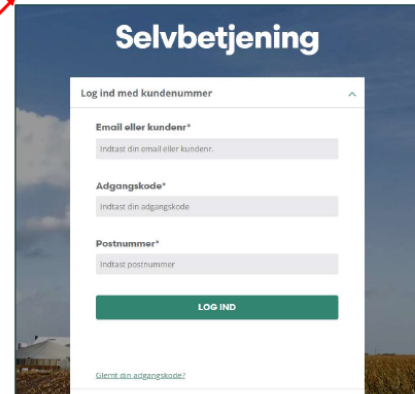 Selvbetjening
Log ind med kundenummer
Email eller kundenr*
Indtast din email eller kundenr.
Adgangskode*
Indtast din adgangskode
Postnummer*
Indtast postnummer
LOG IND
Glemt din adgangskode?